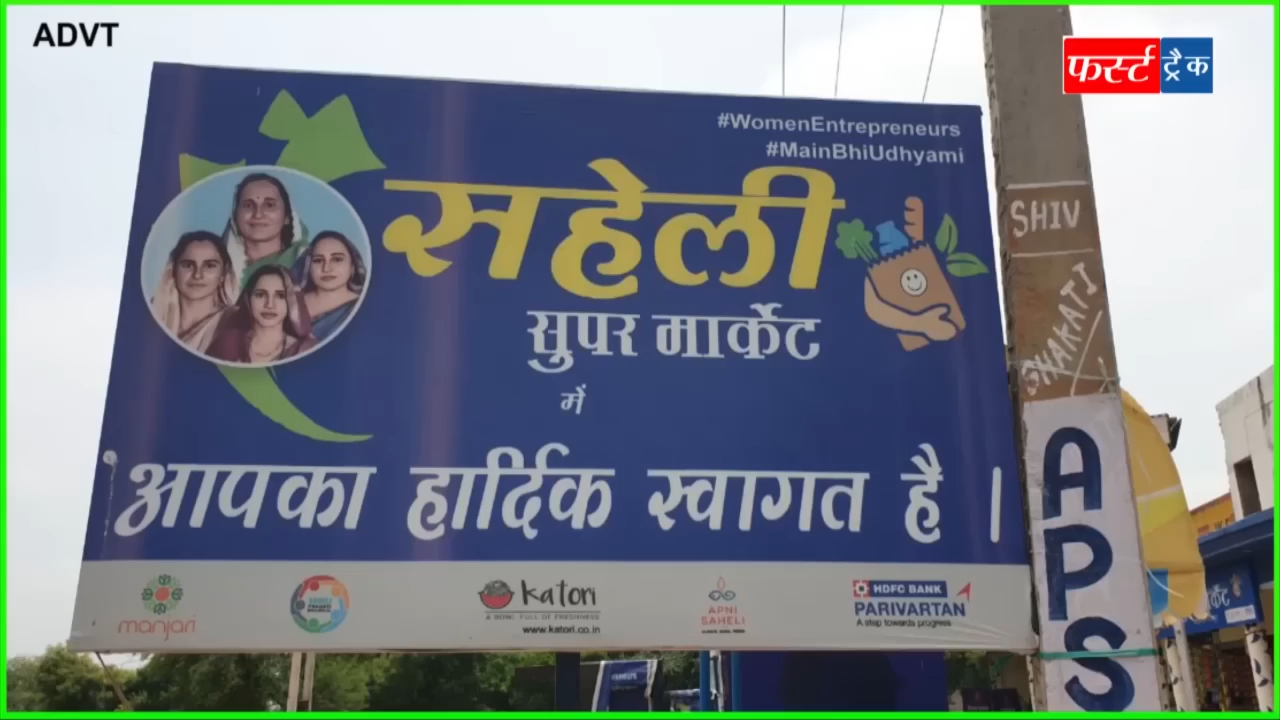 ADVT
फर्स्ट ट्रैक
#WomenEntrepreneurs
#MainBhiUdhyami
सहेली
सुपर मार्केट
में
आपका हार्दिक स्वागत है ।
manjari
katori
A BOWL FULL OF FRESHNESS
www.katori.co.in
APNI
SAHELI
HDFC BANK
PARIVARTAN
A step towards progress
SHIV
SHAKATI
APS